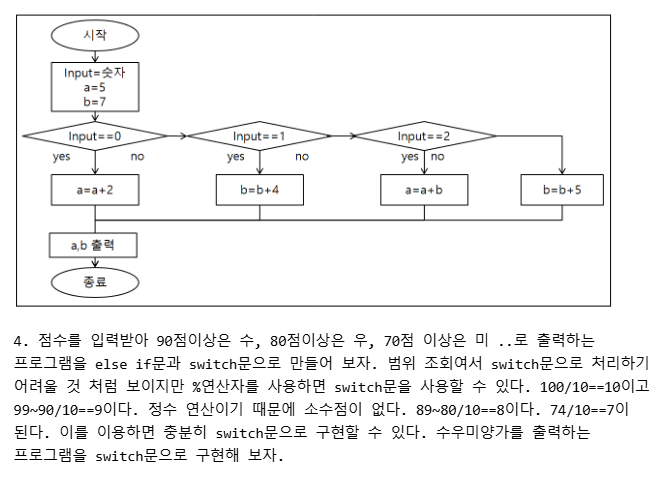 시작
Input=숫자
a=5
b=7
Input==0
Input==1
Input==2
yes
no
yes
no
yes
no
a=a+2
b=b+4
a=a+b
b=b+5
a,b 출력
종료
4. 점수를 입력받아 90점이상은 수, 80점이상은 우, 70점 이상은 미 ..로 출력하는
프로그램을 else if문과 switch문으로 만들어 보자. 범위 조회여서 switch문으로 처리하기
어려울 것 처럼 보이지만 %연산자를 사용하면 switch문을 사용할 수 있다. 100/10==10이고
99~90/10==9이다. 정수 연산이기 때문에 소수점이 없다. 89~80/10==8이다. 74/10==7이
된다. 이를 이용하면 충분히 switch문으로 구현할 수 있다. 수우미양가를 출력하는
프로그램을 switch문으로 구현해 보자.